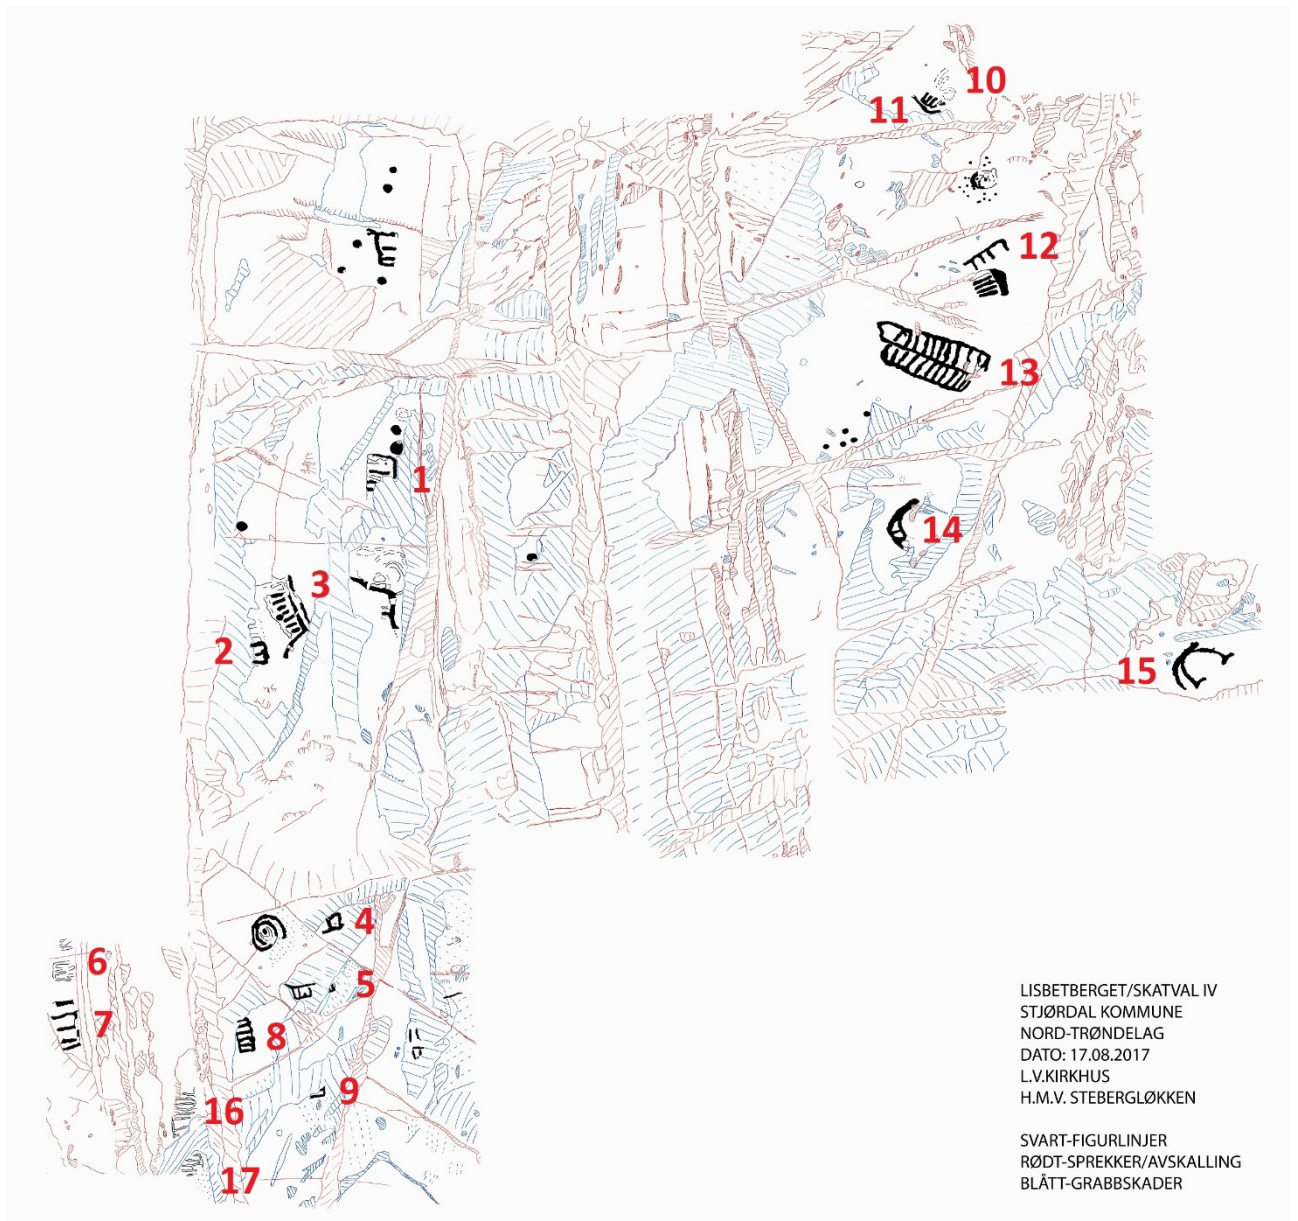 10
11
12
13
1
14
3
2
15
4
6
5
7
8
9
16
17
LISBETBERGET/SKATVAL IV
STJØRDAL KOMMUNE
NORD-TRØNDELAG
DATO: 17.08.2017
L.V.KIRKHUS
H.M.V. STEBERGLØKKEN
SVART-FIGURLINJER
RØDT-SPREKKER/AVSKALLING
BLÅTT-GRABBSKADER